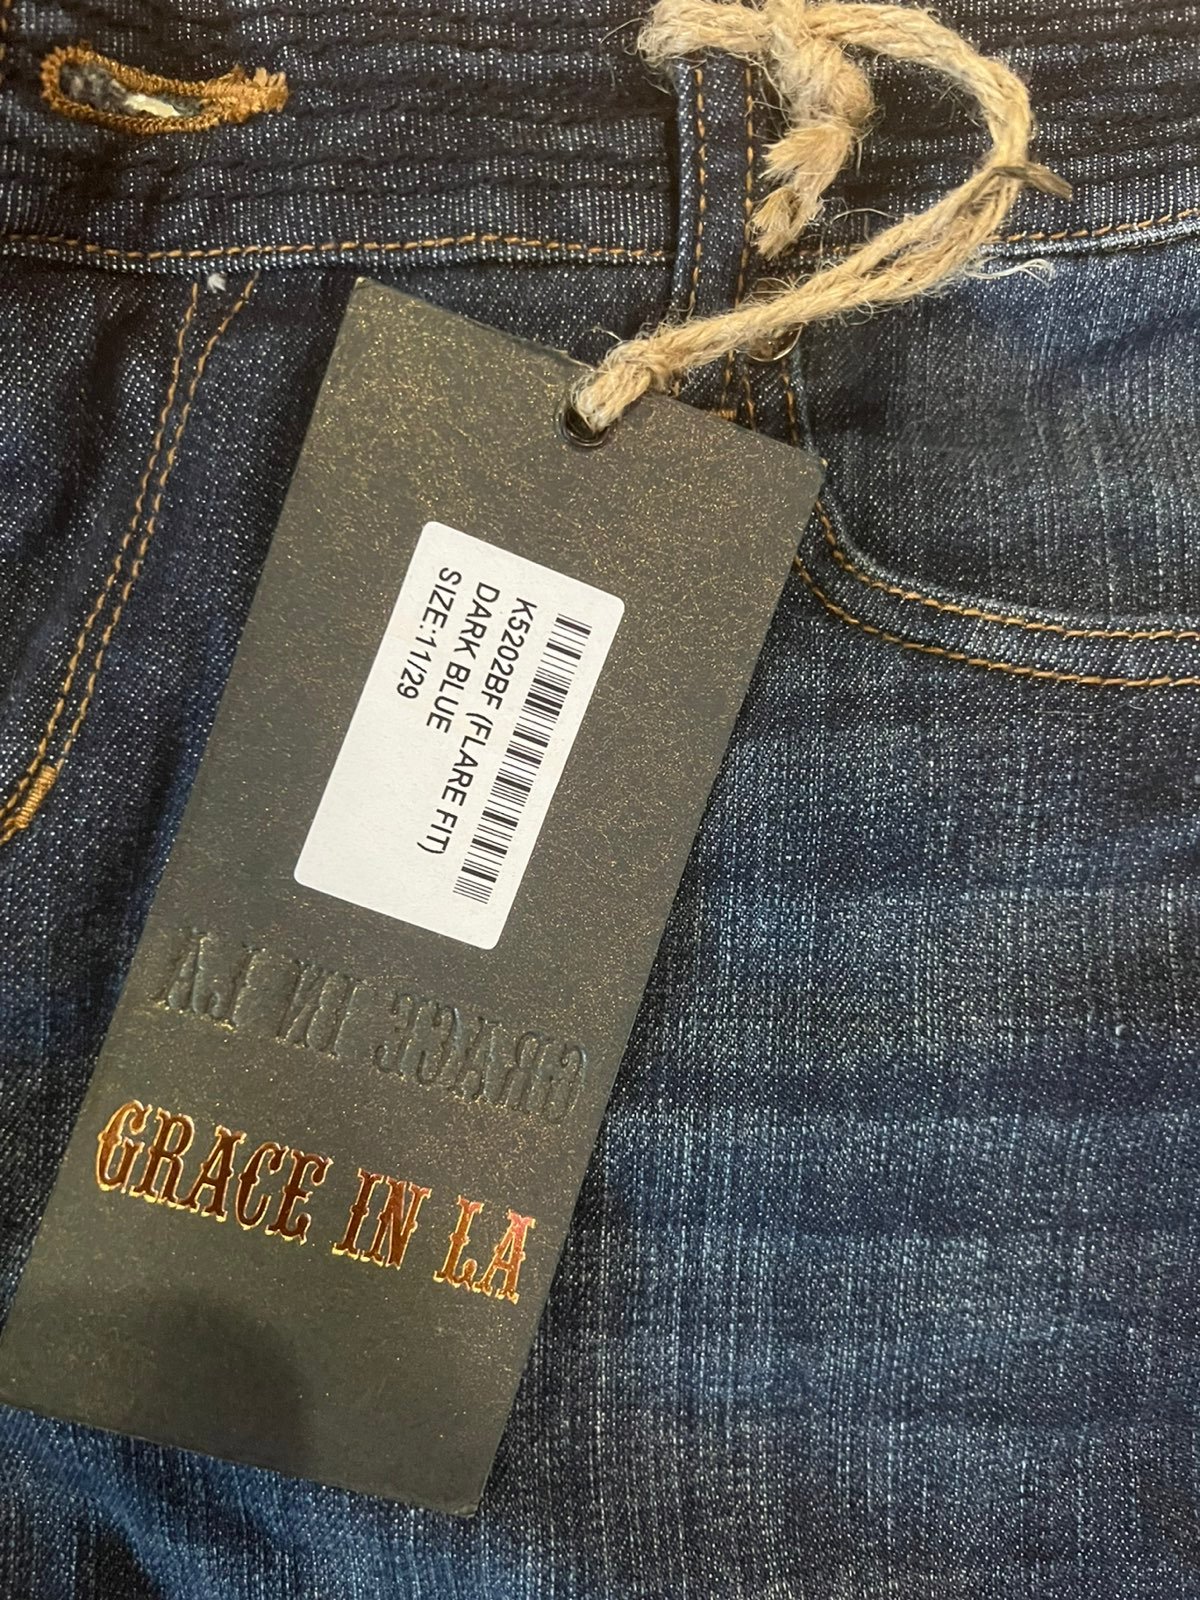 K5202BF (FLARE FIT)
DARK BLUE
SIZE:11/29
GRACE IN LA
GRACE IN LA